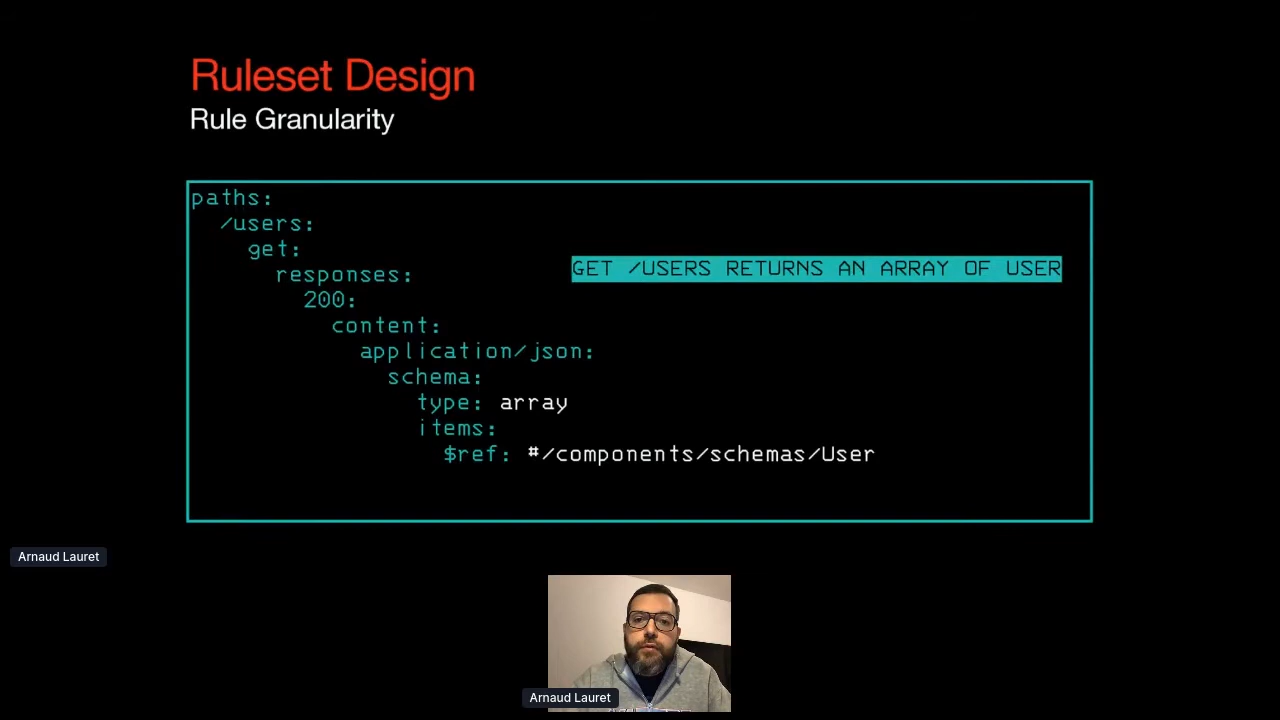 Ruleset Design
Rule Granularity
paths:
/users:
get:
responses:
GET /USERS RETURNS AN ARRAY OF USER
200:
content:
application/json:
schema:
type: array
items:
$ref: #/components/schemas/User
Arnaud Lauret
Arnaud Lauret